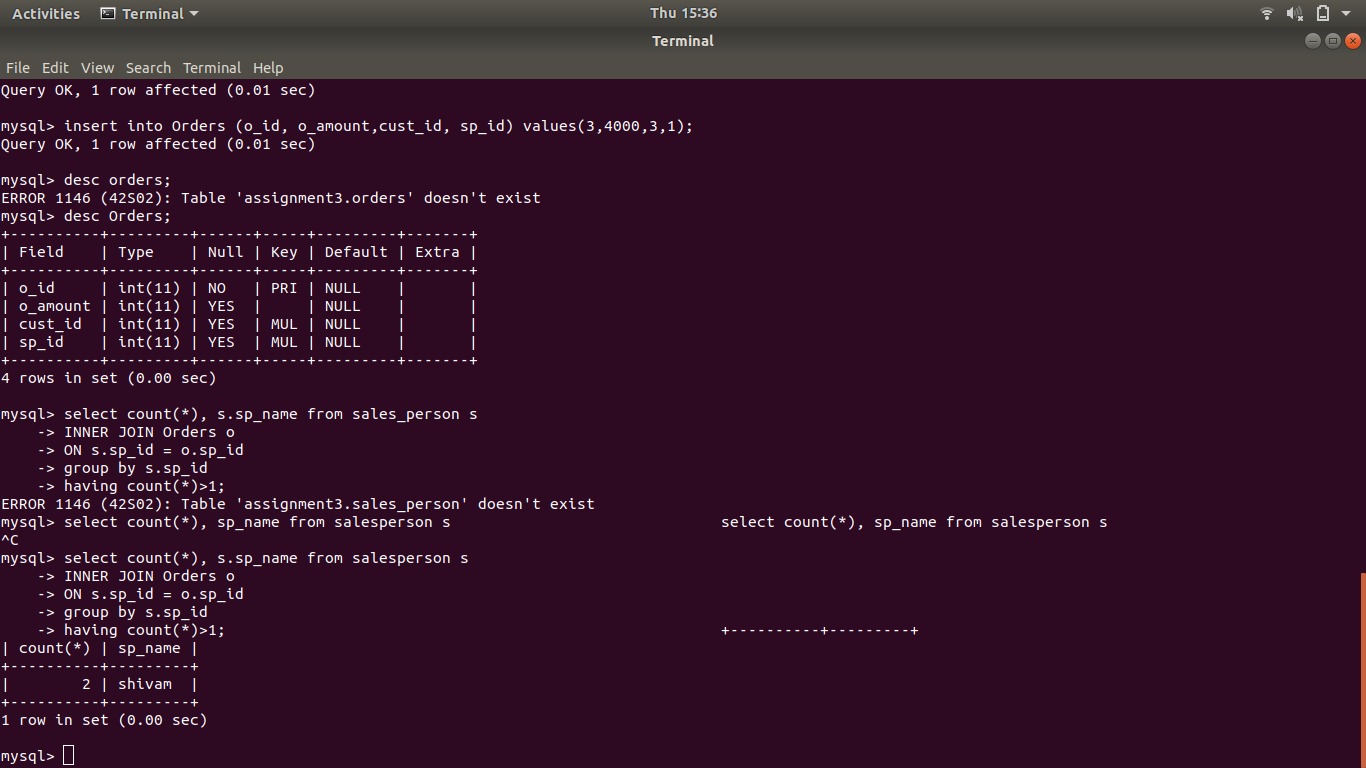 Activities Terminal Thu 15:36
Terminal
File Edit View Search Terminal Help
Query OK, 1 row affected (0.01 sec)
mysql> insert into Orders (o_id, o_amount,cust_id, sp_id) values(3,4000,3,1);
Query OK, 1 row affected (0.01 sec)
mysql> desc orders;
ERROR 1146 (42S02): Table 'assignment3.orders' doesn't exist
mysql> desc Orders;
+----------+---------+------+-----+---------+-------+
| Field    | Type    | Null | Key | Default | Extra |
+----------+---------+------+-----+---------+-------+
| o_id     | int(11) | NO   | PRI | NULL    |       |
| o_amount | int(11) | YES  |     | NULL    |       |
| cust_id  | int(11) | YES  | MUL | NULL    |       |
| sp_id    | int(11) | YES  | MUL | NULL    |       |
+----------+---------+------+-----+---------+-------+
4 rows in set (0.00 sec)
mysql> select count(*), s.sp_name from sales_person s
    -> INNER JOIN Orders o
    -> ON s.sp_id = o.sp_id
    -> group by s.sp_id
    -> having count(*)>1;
ERROR 1146 (42S02): Table 'assignment3.sales_person' doesn't exist
mysql> select count(*), sp_name from salesperson s                              select count(*), sp_name from salesperson s
^C
mysql> select count(*), s.sp_name from salesperson s
    -> INNER JOIN Orders o
    -> ON s.sp_id = o.sp_id
    -> group by s.sp_id
    -> having count(*)>1;                                                       +----------+---------+
| count(*) | sp_name |
+----------+---------+
|        2 | shivam  |
+----------+---------+
1 row in set (0.00 sec)
mysql>